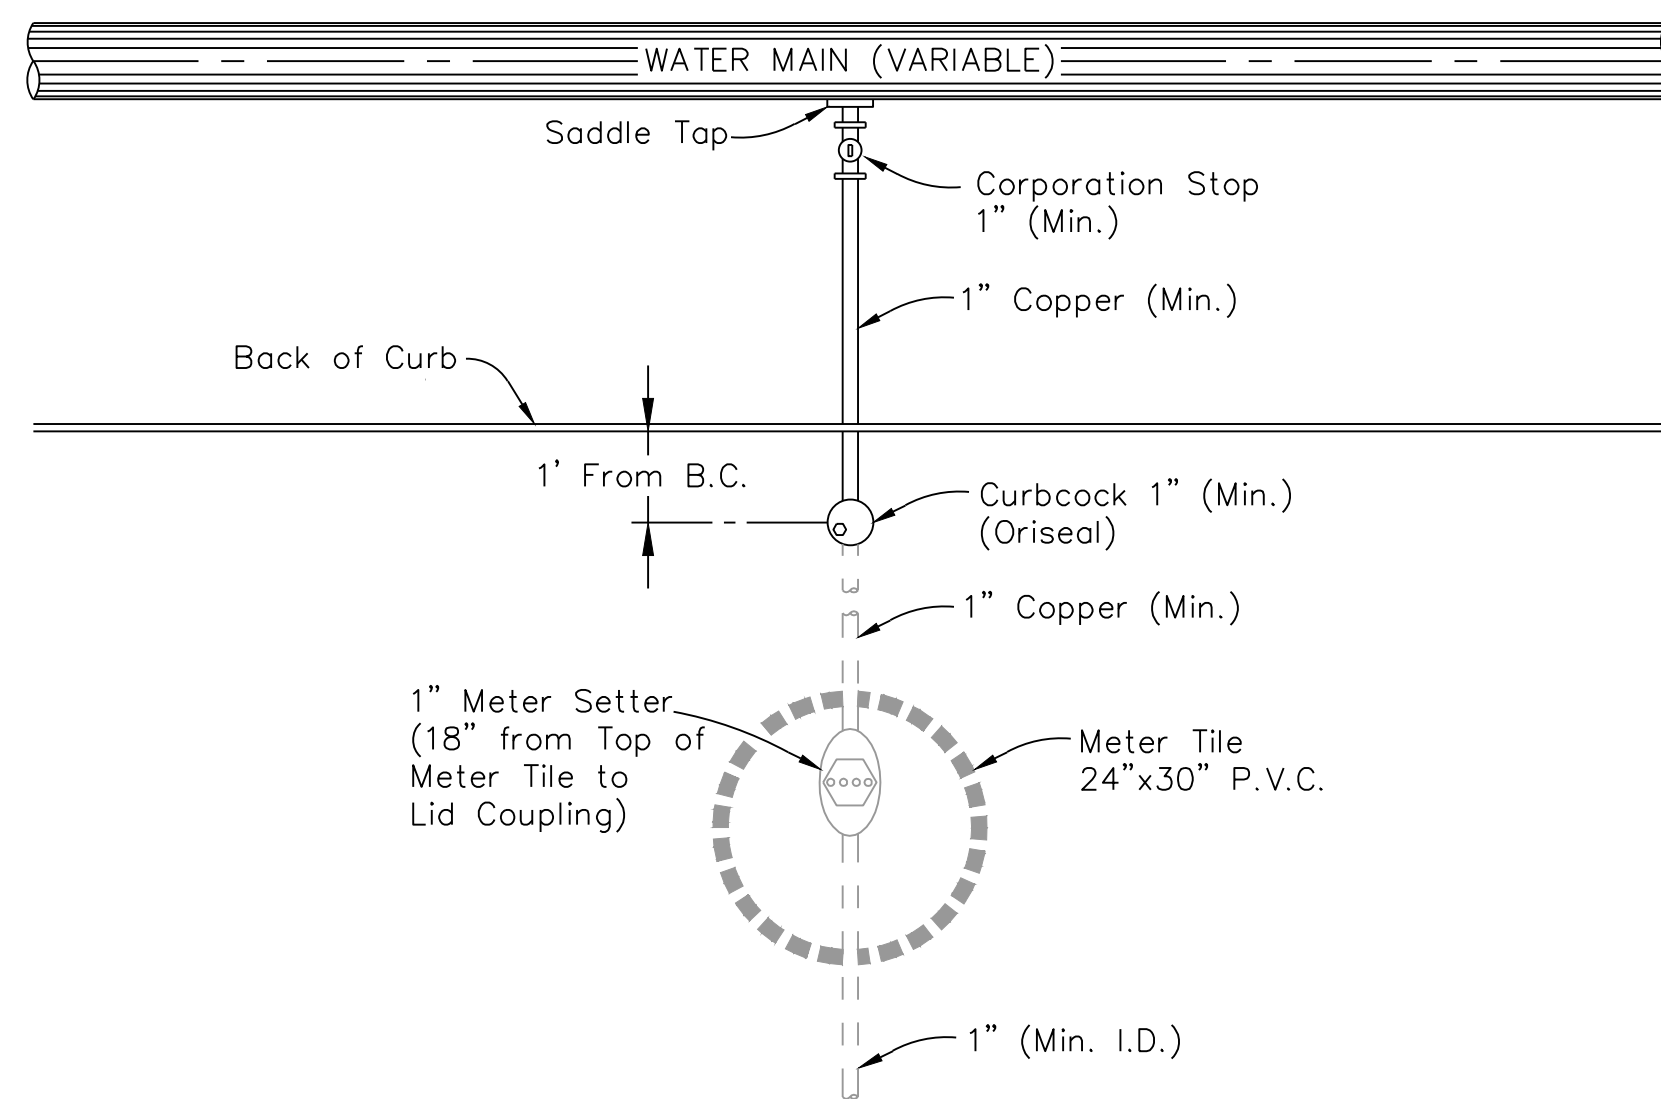 WATER MAIN (VARIABLE)
Saddle Tap
Corporation Stop
1" (Min.)
1" Copper (Min.)
Back of Curb
1' From B.C.
Curbcock 1" (Min.)
(Oriseal)
1" Copper (Min.)
1" Meter Setter
(18" from Top of
Meter Tile to
Lid Coupling)
Meter Tile
24"x30" P.V.C.
1" (Min. I.D.)